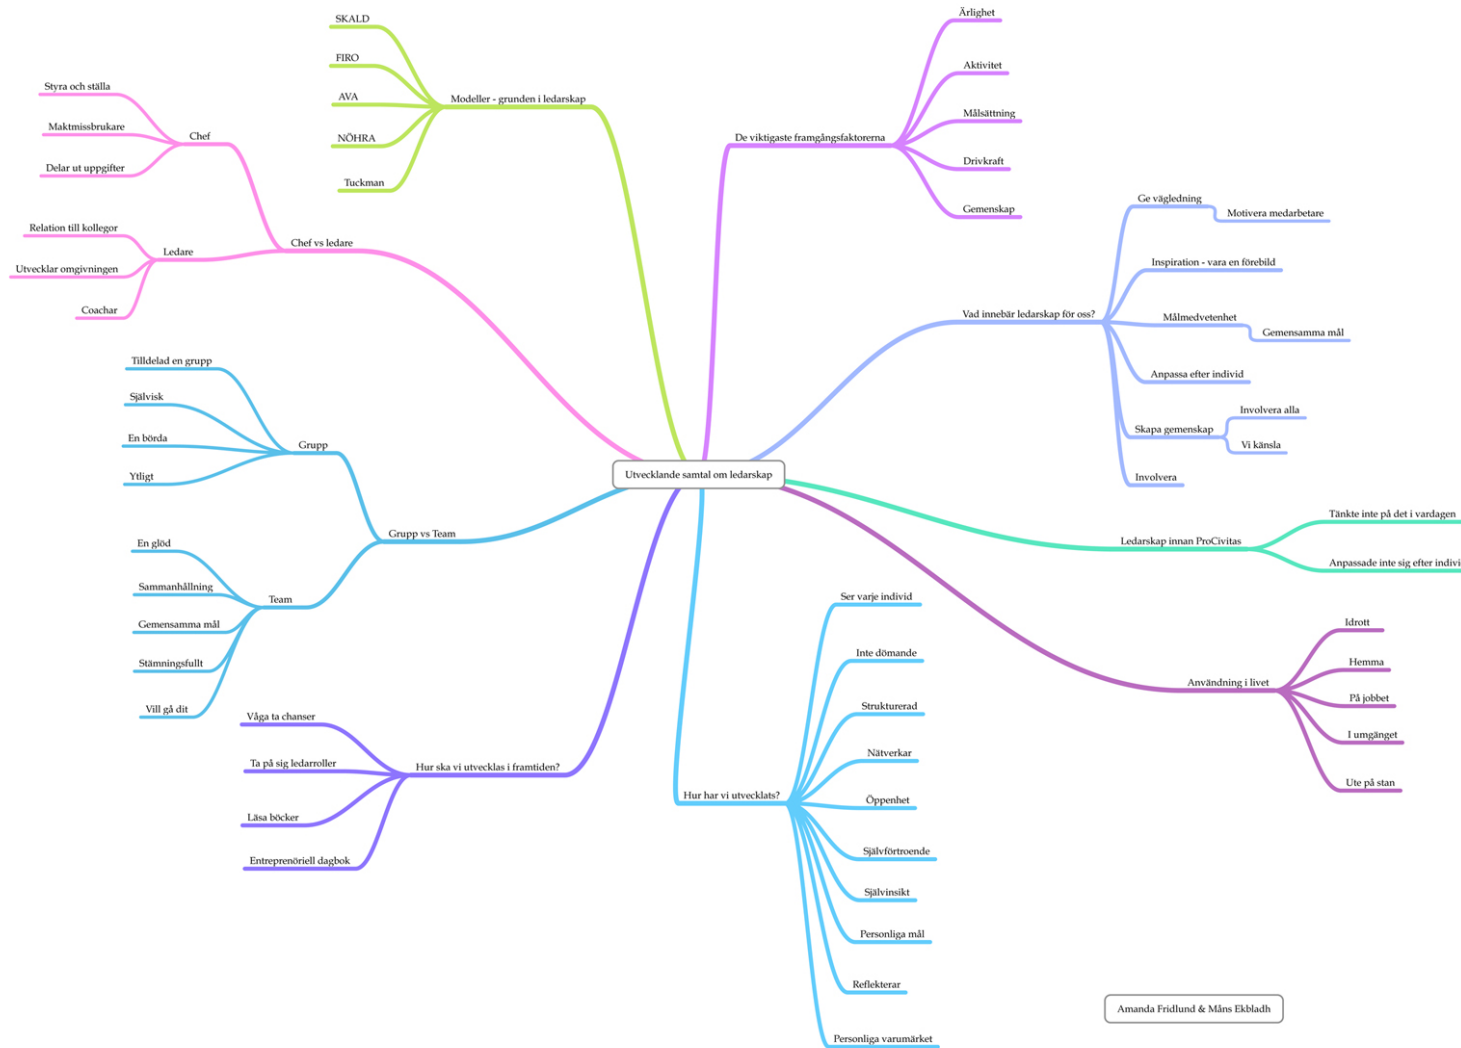 Utvecklande samtal om ledarskap
Modeller - grunden i ledarskap
SKALD
FIRO
AVA
NÖHRA
Tuckman
Chef vs ledare
Chef
Styra och ställa
Maktmissbrukare
Delar ut uppgifter
Ledare
Relation till kollegor
Utvecklar omgivningen
Coachar
Grupp vs Team
Grupp
Tilldelad en grupp
Självisk
En börda
Ytligt
Team
En glöd
Sammanhållning
Gemensamma mål
Stämningsfullt
Vill gå dit
Hur ska vi utvecklas i framtiden?
Våga ta chanser
Ta på sig ledarroller
Läsa böcker
Entreprenöriell dagbok
De viktigaste framgångsfaktorerna
Ärlighet
Aktivitet
Målsättning
Drivkraft
Gemenskap
Vad innebär ledarskap för oss?
Ge vägledning
Motivera medarbetare
Inspiration - vara en förebild
Målmedvetenhet
Gemensamma mål
Anpassa efter individ
Skapa gemenskap
Involvera alla
Vi känsla
Involvera
Ledarskap innan ProCivitas
Tänkte inte på det i vardagen
Anpassade inte sig efter
Användning i livet
Idrott
Hemma
På jobbet
I umgänget
Ute på stan
Hur har vi utvecklats?
Ser varje individ
Inte dömande
Strukturerad
Nätverkar
Öppenhet
Självförtroende
Självinsikt
Personliga mål
Reflekterar
Personliga varumärket
Amanda Fridlund & Måns Ekbladh